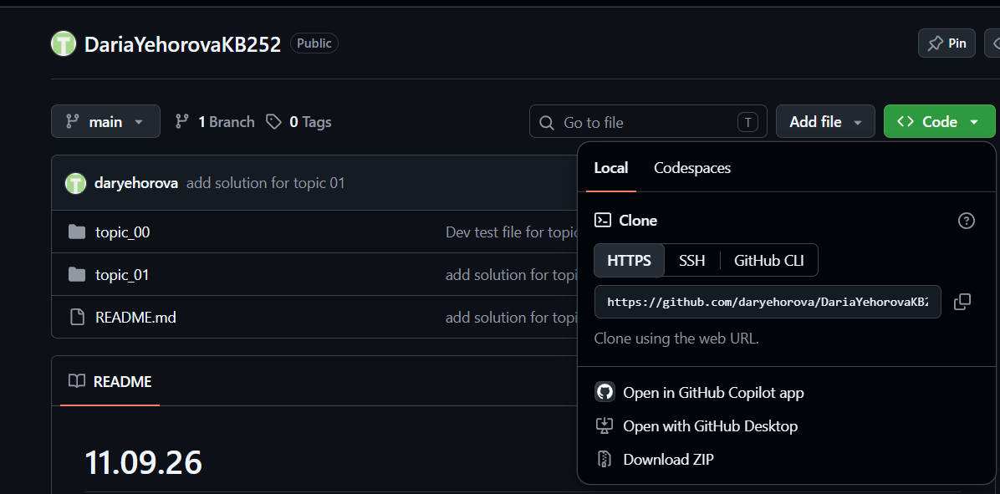 DariaYehorovaKB252 Public Pin
main 1 Branch 0 Tags Go to file T Add file Code
daryehorova add solution for topic 01
topic_00 Dev test file for topic
topic_01 add solution for topi
README.md add solution for topi
README
11.09.26
Local Codespaces
Clone
HTTPS SSH GitHub CLI
https://github.com/daryehorova/DariaYehorovaKB2
Clone using the web URL.
Open in GitHub Copilot app
Open with GitHub Desktop
Download ZIP